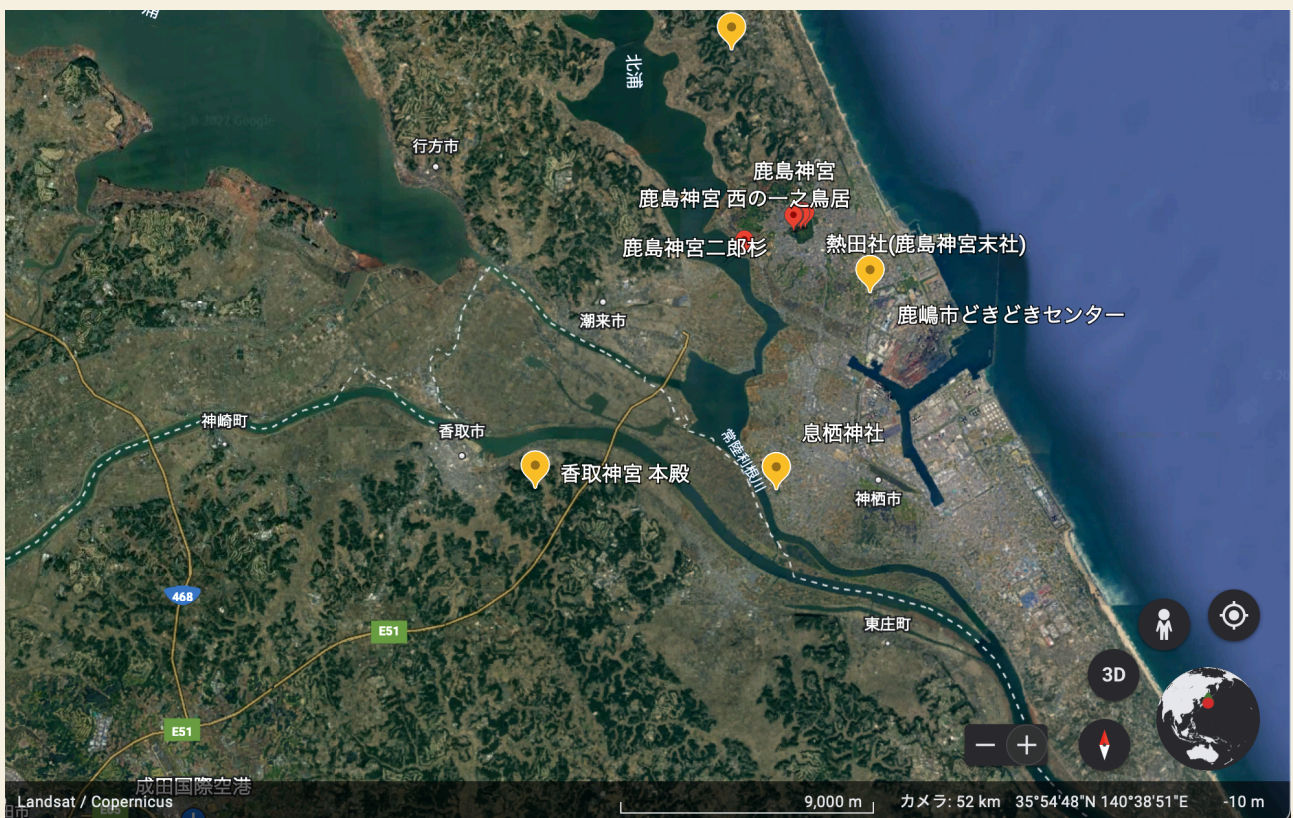 浦
北浦
© 2022 Google
行方市
鹿島神宮
鹿島神宮 西の一之鳥居
鹿島神宮二郎杉
熱田社(鹿島神宮末社)
潮来市
鹿嶋市どきどきセンター
神崎町
香取市
常陸利根川
息栖神社
香取神宮 本殿
神栖市
468
E51
東庄町
3D
E51
成田国際空港
Landsat / Copernicus
9,000 m
カメラ: 52 km 35°54'48"N 140°38'51"E
-10 m